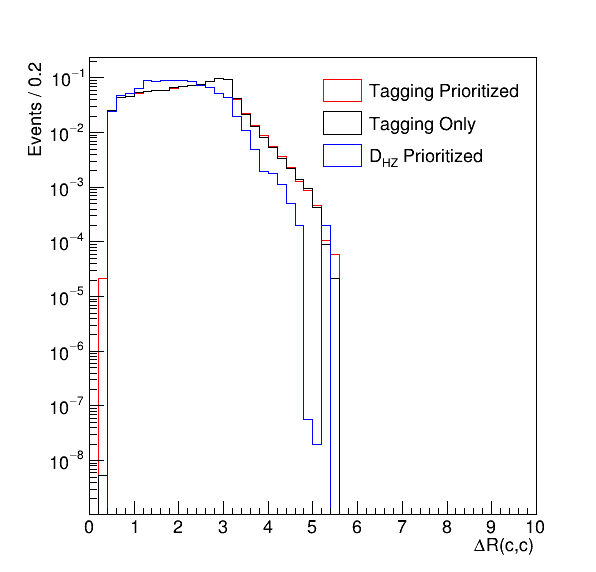 Events / 0.2
10⁻¹
10⁻²
10⁻³
10⁻⁴
10⁻⁵
10⁻⁶
10⁻⁷
10⁻⁸
Tagging Prioritized
Tagging Only
D_HZ Prioritized
0 1 2 3 4 5 6 7 8 9 10
ΔR(c,c)